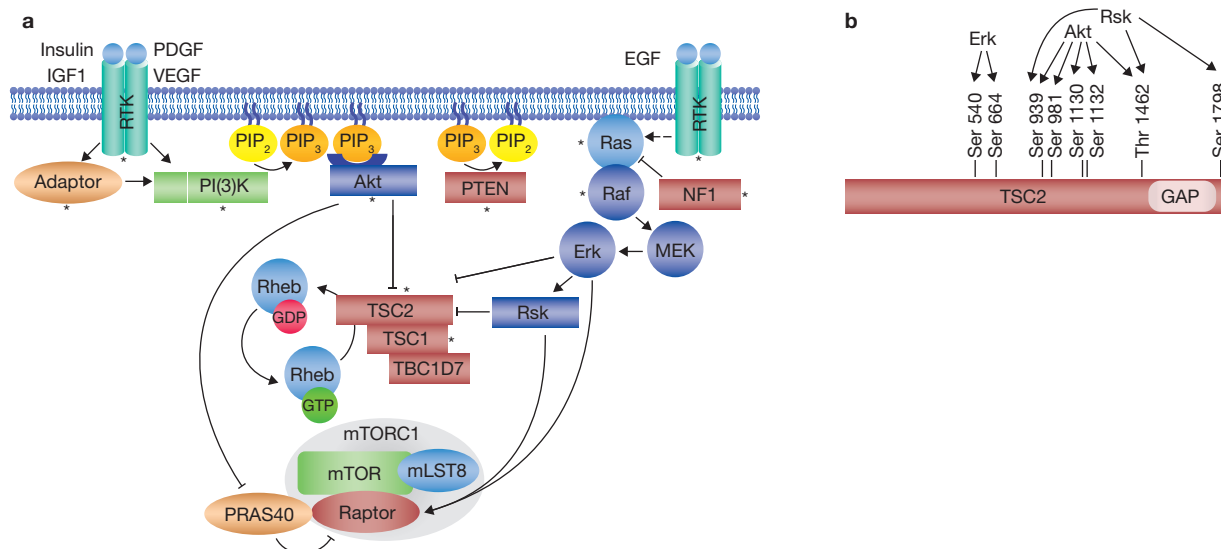 a
Insulin
PDGF
IGF1
VEGF
RTK
*
Adaptor
*
PI(3)K
*
PIP2
PIP3
PIP3
Akt
*
PIP3
PIP2
PTEN
*
EGF
RTK
*
Ras
*
Raf
*
NF1
*
MEK
Erk
Rsk
*
TSC2
TSC1
*
TBC1D7
Rheb
GDP
Rheb
GTP
mTORC1
mTOR
mLST8
Raptor
PRAS40
b
Erk
Akt
Rsk
Ser 540
Ser 664
Ser 939
Ser 981
Ser 1130
Ser 1132
Thr 1462
Ser 1798
TSC2
GAP